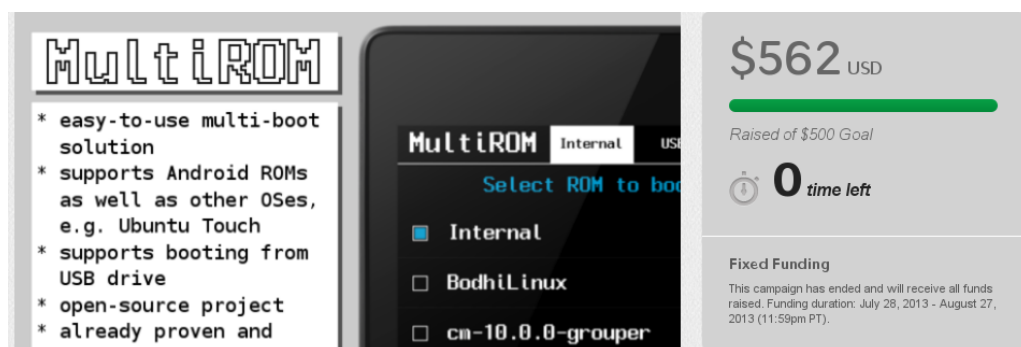 MultiROM
* easy-to-use multi-boot
solution
* supports Android ROMs
as well as other OSes,
e.g. Ubuntu Touch
* supports booting from
USB drive
* open-source project
* already proven and
MultiROM Internal USB
Select ROM to boo
Internal
BodhiLinux
cm-10.0.0-grouper
$562 USD
Raised of $500 Goal
0 time left
Fixed Funding
This campaign has ended and will receive all funds
raised. Funding duration: July 28, 2013 - August 27,
2013 (11:59pm PT).